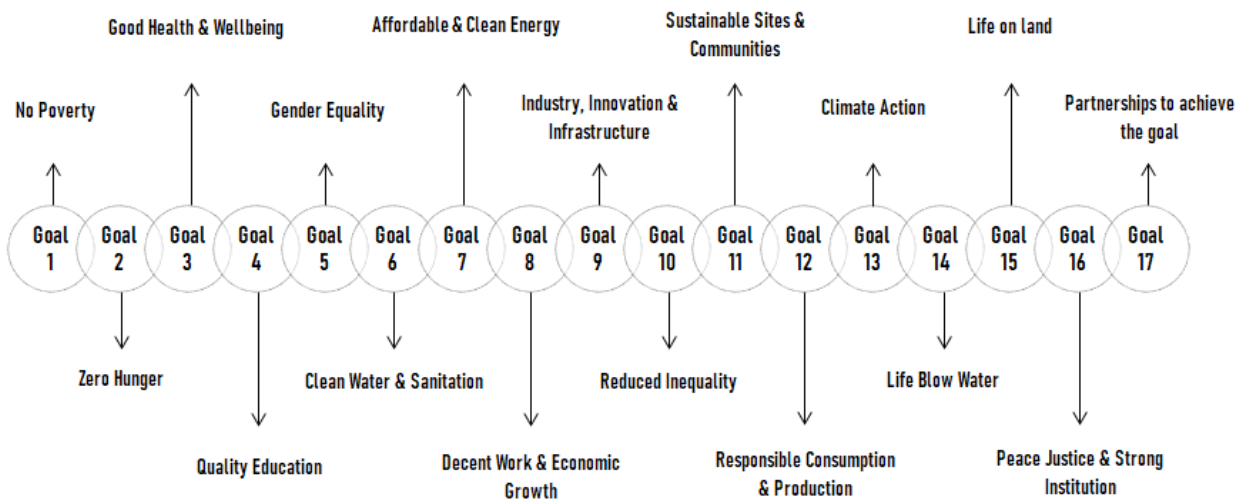 Good Health & Wellbeing
Affordable & Clean Energy
Sustainable Sites &
Communities
Life on land
No Poverty
Gender Equality
Industry, Innovation &
Infrastructure
Climate Action
Partnerships to achieve
the goal
Goal
1
Goal
2
Goal
3
Goal
4
Goal
5
Goal
6
Goal
7
Goal
8
Goal
9
Goal
10
Goal
11
Goal
12
Goal
13
Goal
14
Goal
15
Goal
16
Goal
17
Zero Hunger
Clean Water & Sanitation
Reduced Inequality
Life Blow Water
Quality Education
Decent Work & Economic
Growth
Responsible Consumption
& Production
Peace Justice & Strong
Institution